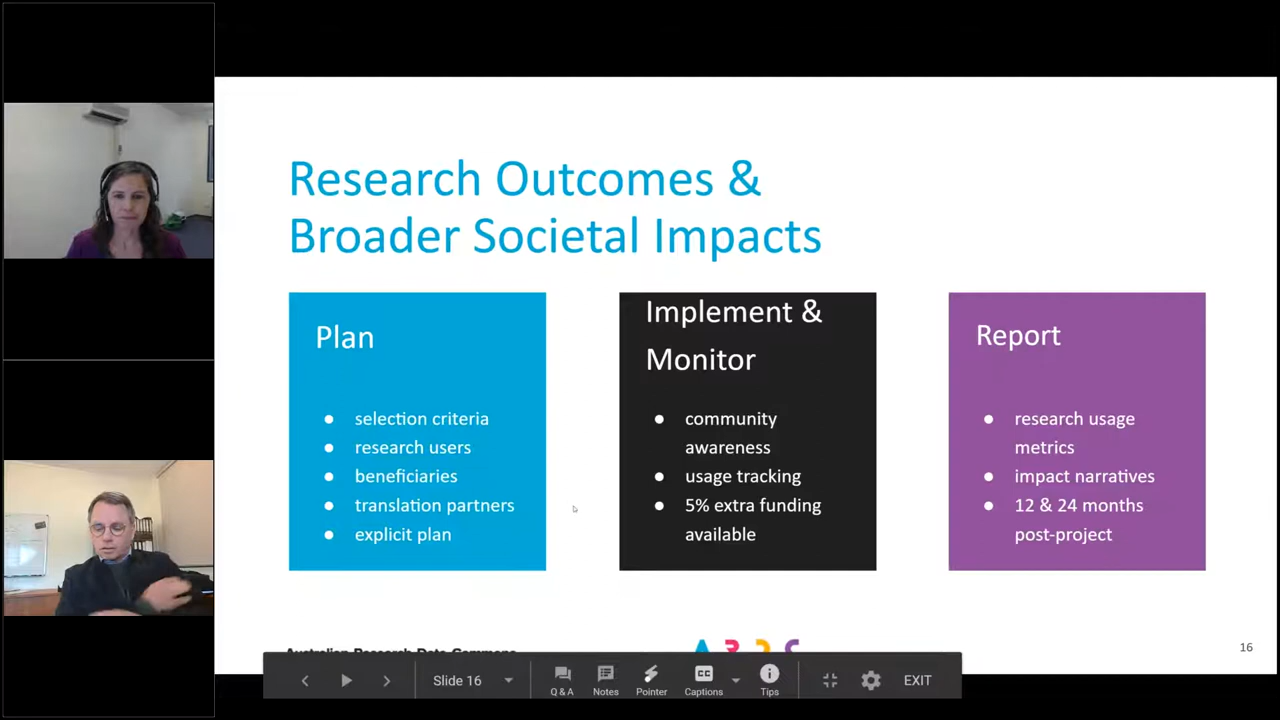 Research Outcomes &
Broader Societal Impacts
Plan
● selection criteria
● research users
● beneficiaries
● translation partners
● explicit plan
Implement &
Monitor
● community
awareness
● usage tracking
● 5% extra funding
available
Report
● research usage
metrics
● impact narratives
● 12 & 24 months
post-project
Australian Research Data Commons
16
Slide 16
Q & A
Notes
Pointer
CC
Captions
Tips
EXIT